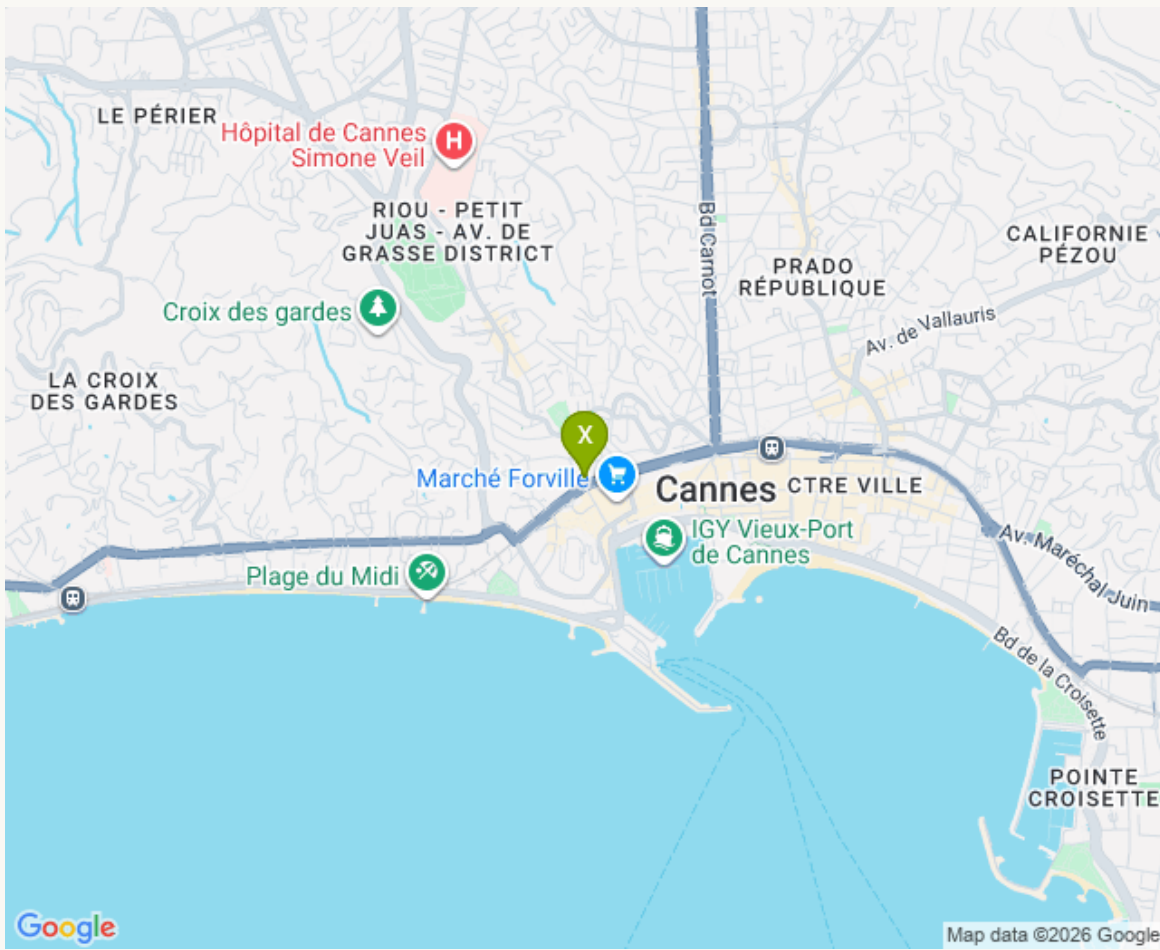 LE PÉRIER
Hôpital de Cannes
Simone Veil
H
RIOU - PETIT
JUAS - AV. DE
GRASSE DISTRICT
Bd Carnot
CALIFORNIE
PÉZOU
PRADO
RÉPUBLIQUE
Croix des gardes
Av. de Vallauris
LA CROIX
DES GARDES
X
Marché Forville
Cannes
CTRE VILLE
IGY Vieux-Port
de Cannes
Av. Maréchal Juin
Plage du Midi
Bd de la Croisette
POINTE
CROISETTE
Google
Map data ©2026 Google